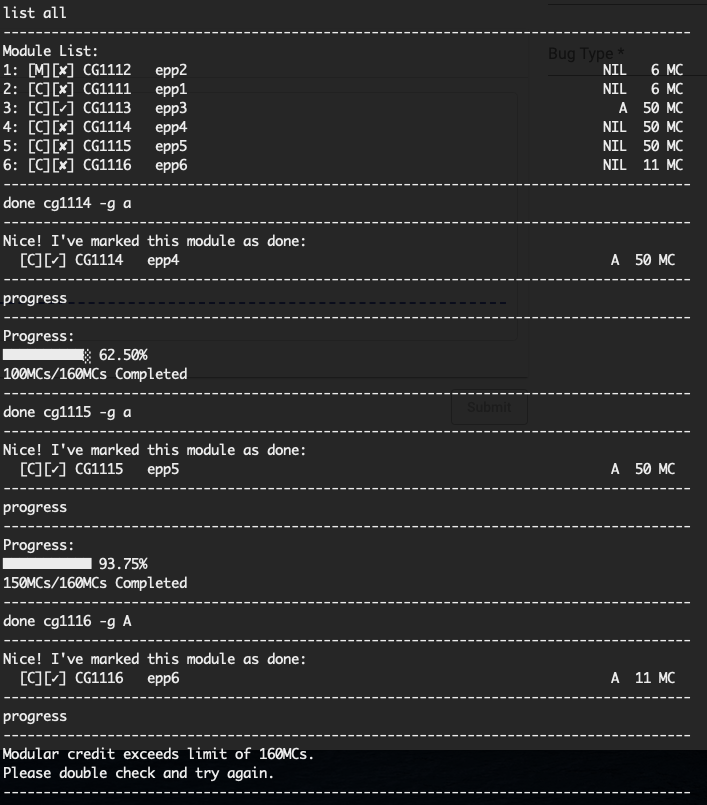 list all
Module List:
1: [M][✘] CG1112 epp2 NIL 6 MC
2: [C][✘] CG1111 epp1 NIL 6 MC
3: [C][✓] CG1113 epp3 A 50 MC
4: [C][✘] CG1114 epp4 NIL 50 MC
5: [C][✘] CG1115 epp5 NIL 50 MC
6: [C][✘] CG1116 epp6 NIL 11 MC
done cg1114 -g a
Nice! I've marked this module as done:
[C][✓] CG1114 epp4 A 50 MC
progress
Progress:
62.50%
100MCs/160MCs Completed
done cg1115 -g a
Nice! I've marked this module as done:
[C][✓] CG1115 epp5 A 50 MC
progress
Progress:
93.75%
150MCs/160MCs Completed
done cg1116 -g A
Nice! I've marked this module as done:
[C][✓] CG1116 epp6 A 11 MC
progress
Modular credit exceeds limit of 160MCs.
Please double check and try again.
Bug Type *
Submit